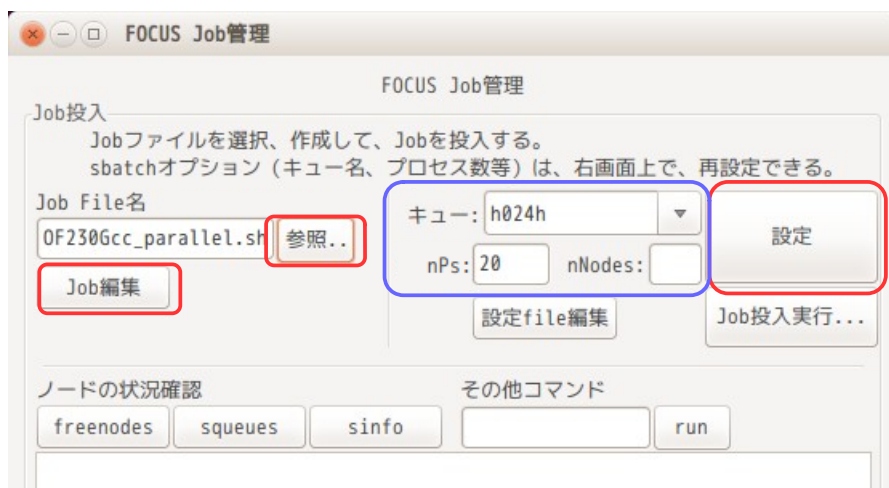 FOCUS Job管理
FOCUS Job管理
Job投入
Jobファイルを選択、作成して、Jobを投入する。
sbatchオプション（キュー名、プロセス数等）は、右画面上で、再設定できる。
Job File名
OF230Gcc_parallel.sh 参照..
キュー: h024h
設定
nPs: 20 nNodes:
Job編集
設定file編集
Job投入実行...
ノードの状況確認
その他コマンド
freenodes squeues sinfo run